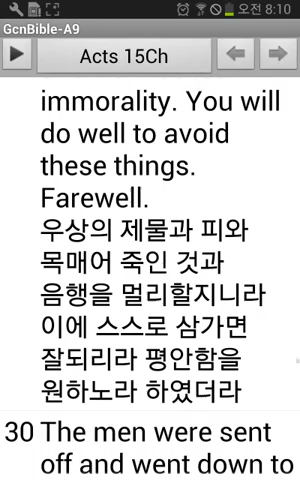 오전 8:10
GcnBible-A9
Acts 15Ch
immorality. You will
do well to avoid
these things.
Farewell.
우상의 제물과 피와
목매어 죽인 것과
음행을 멀리할지니라
이에 스스로 삼가면
잘되리라 평안함을
원하노라 하였더라
30 The men were sent
off and went down to